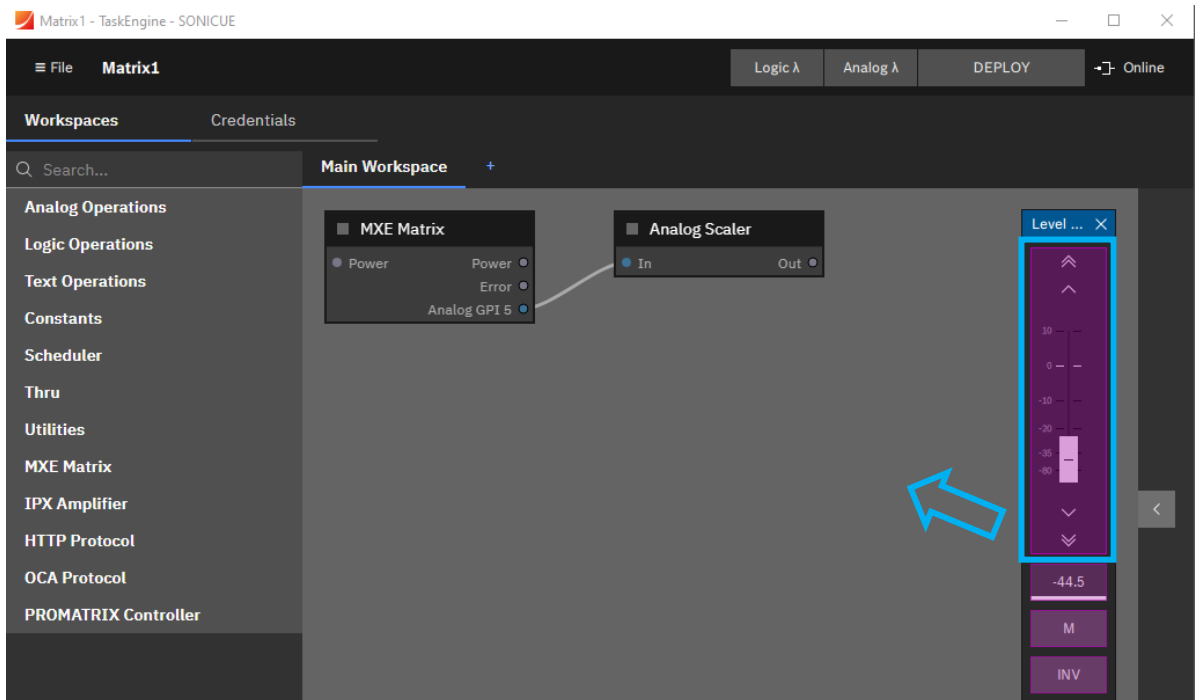 Matrix1 - TaskEngine - SONICUE
≡ File Matrix1 Logic λ Analog λ DEPLOY Online
Workspaces Credentials
Search...
Main Workspace +
Analog Operations
Logic Operations
Text Operations
Constants
Scheduler
Thru
Utilities
MXE Matrix
IPX Amplifier
HTTP Protocol
OCA Protocol
PROMATRIX Controller
MXE Matrix
Power Power
Error
Analog GPI 5
Analog Scaler
In Out
Level ...
10
0
-10
-20
-35
-80
-44.5
M
INV